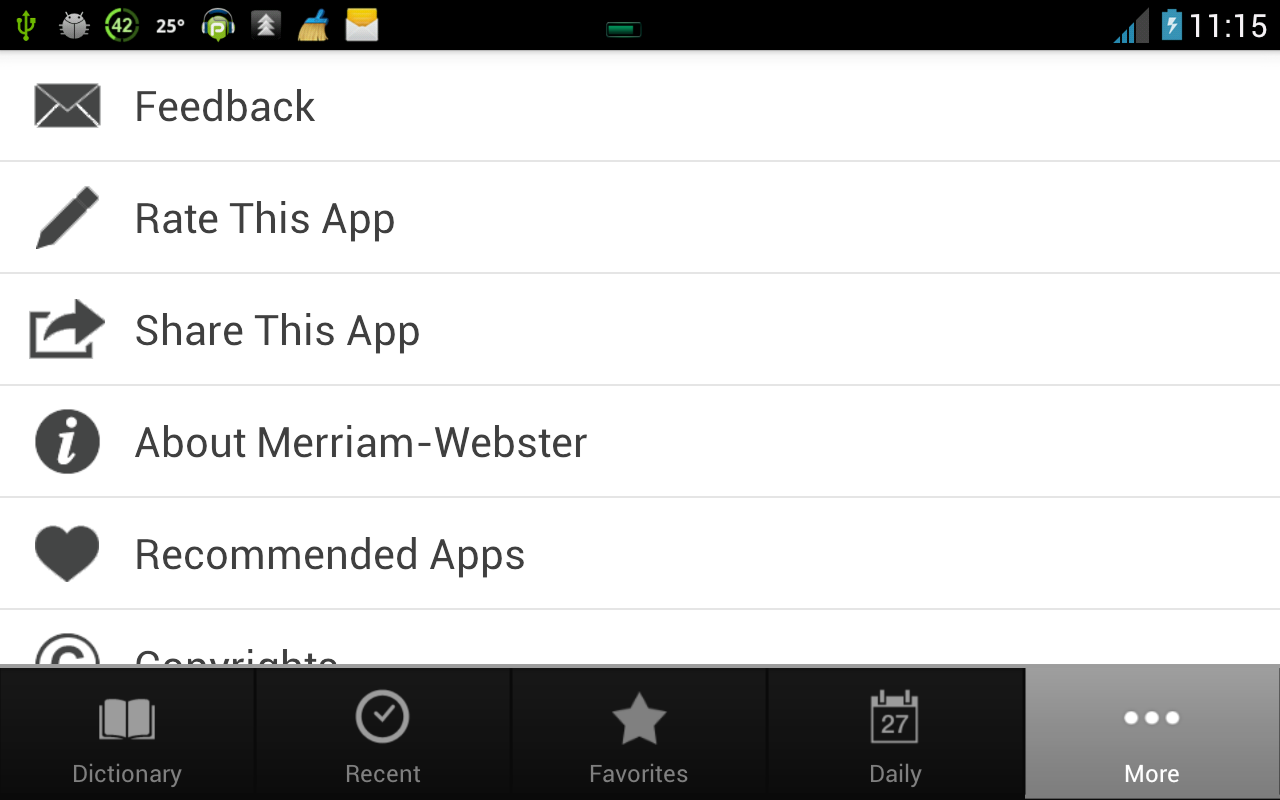 42 25° 11:15
Feedback
Rate This App
Share This App
About Merriam-Webster
Recommended Apps
Copyrights
27
Dictionary Recent Favorites Daily More